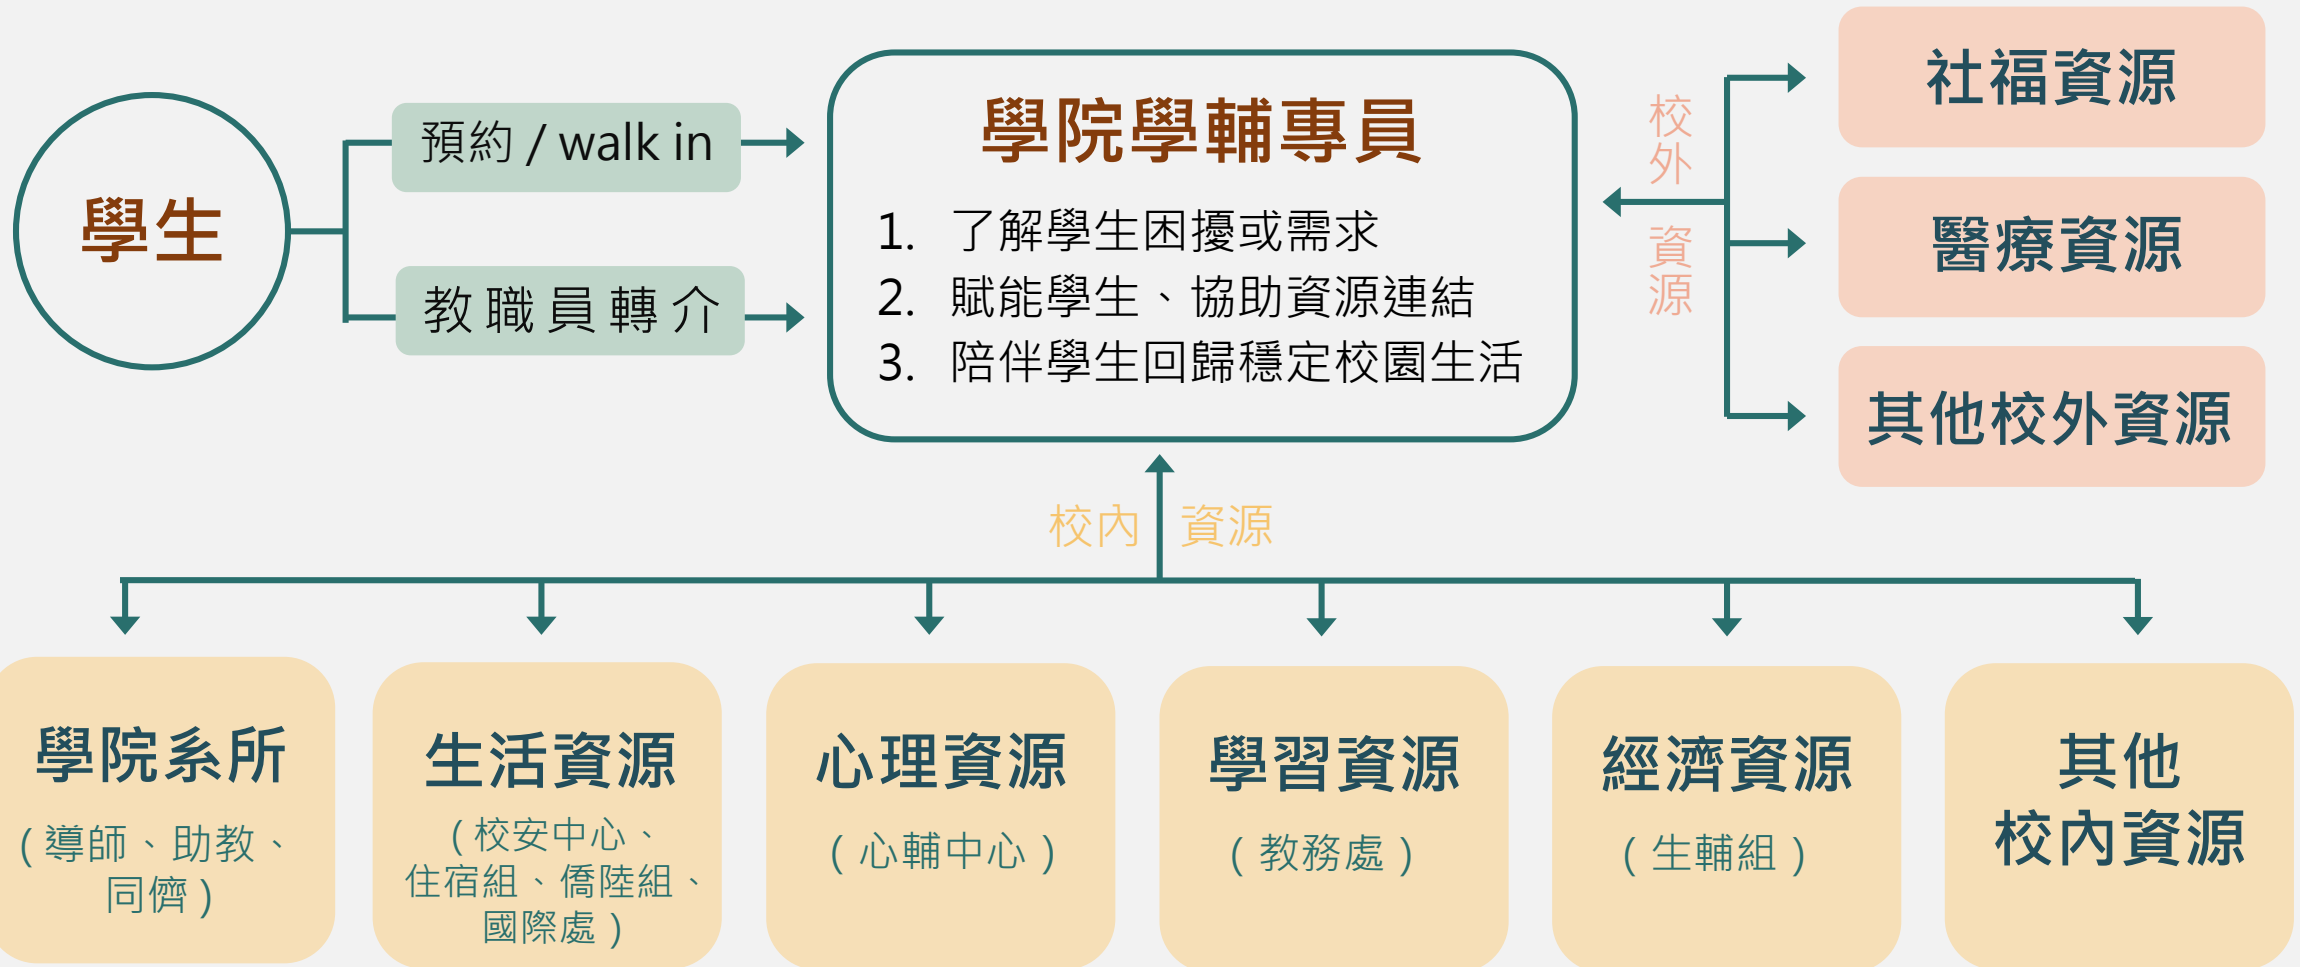 學生
預約 / walk in
教職員轉介
學院學輔專員
1. 了解學生困擾或需求
2. 賦能學生、協助資源連結
3. 陪伴學生回歸穩定校園生活
校外資源
社福資源
醫療資源
其他校外資源
校內 資源
學院系所
(導師、助教、
同儕)
生活資源
(校安中心、
住宿組、僑陸組、
國際處)
心理資源
(心輔中心)
學習資源
(教務處)
經濟資源
(生輔組)
其他
校內資源